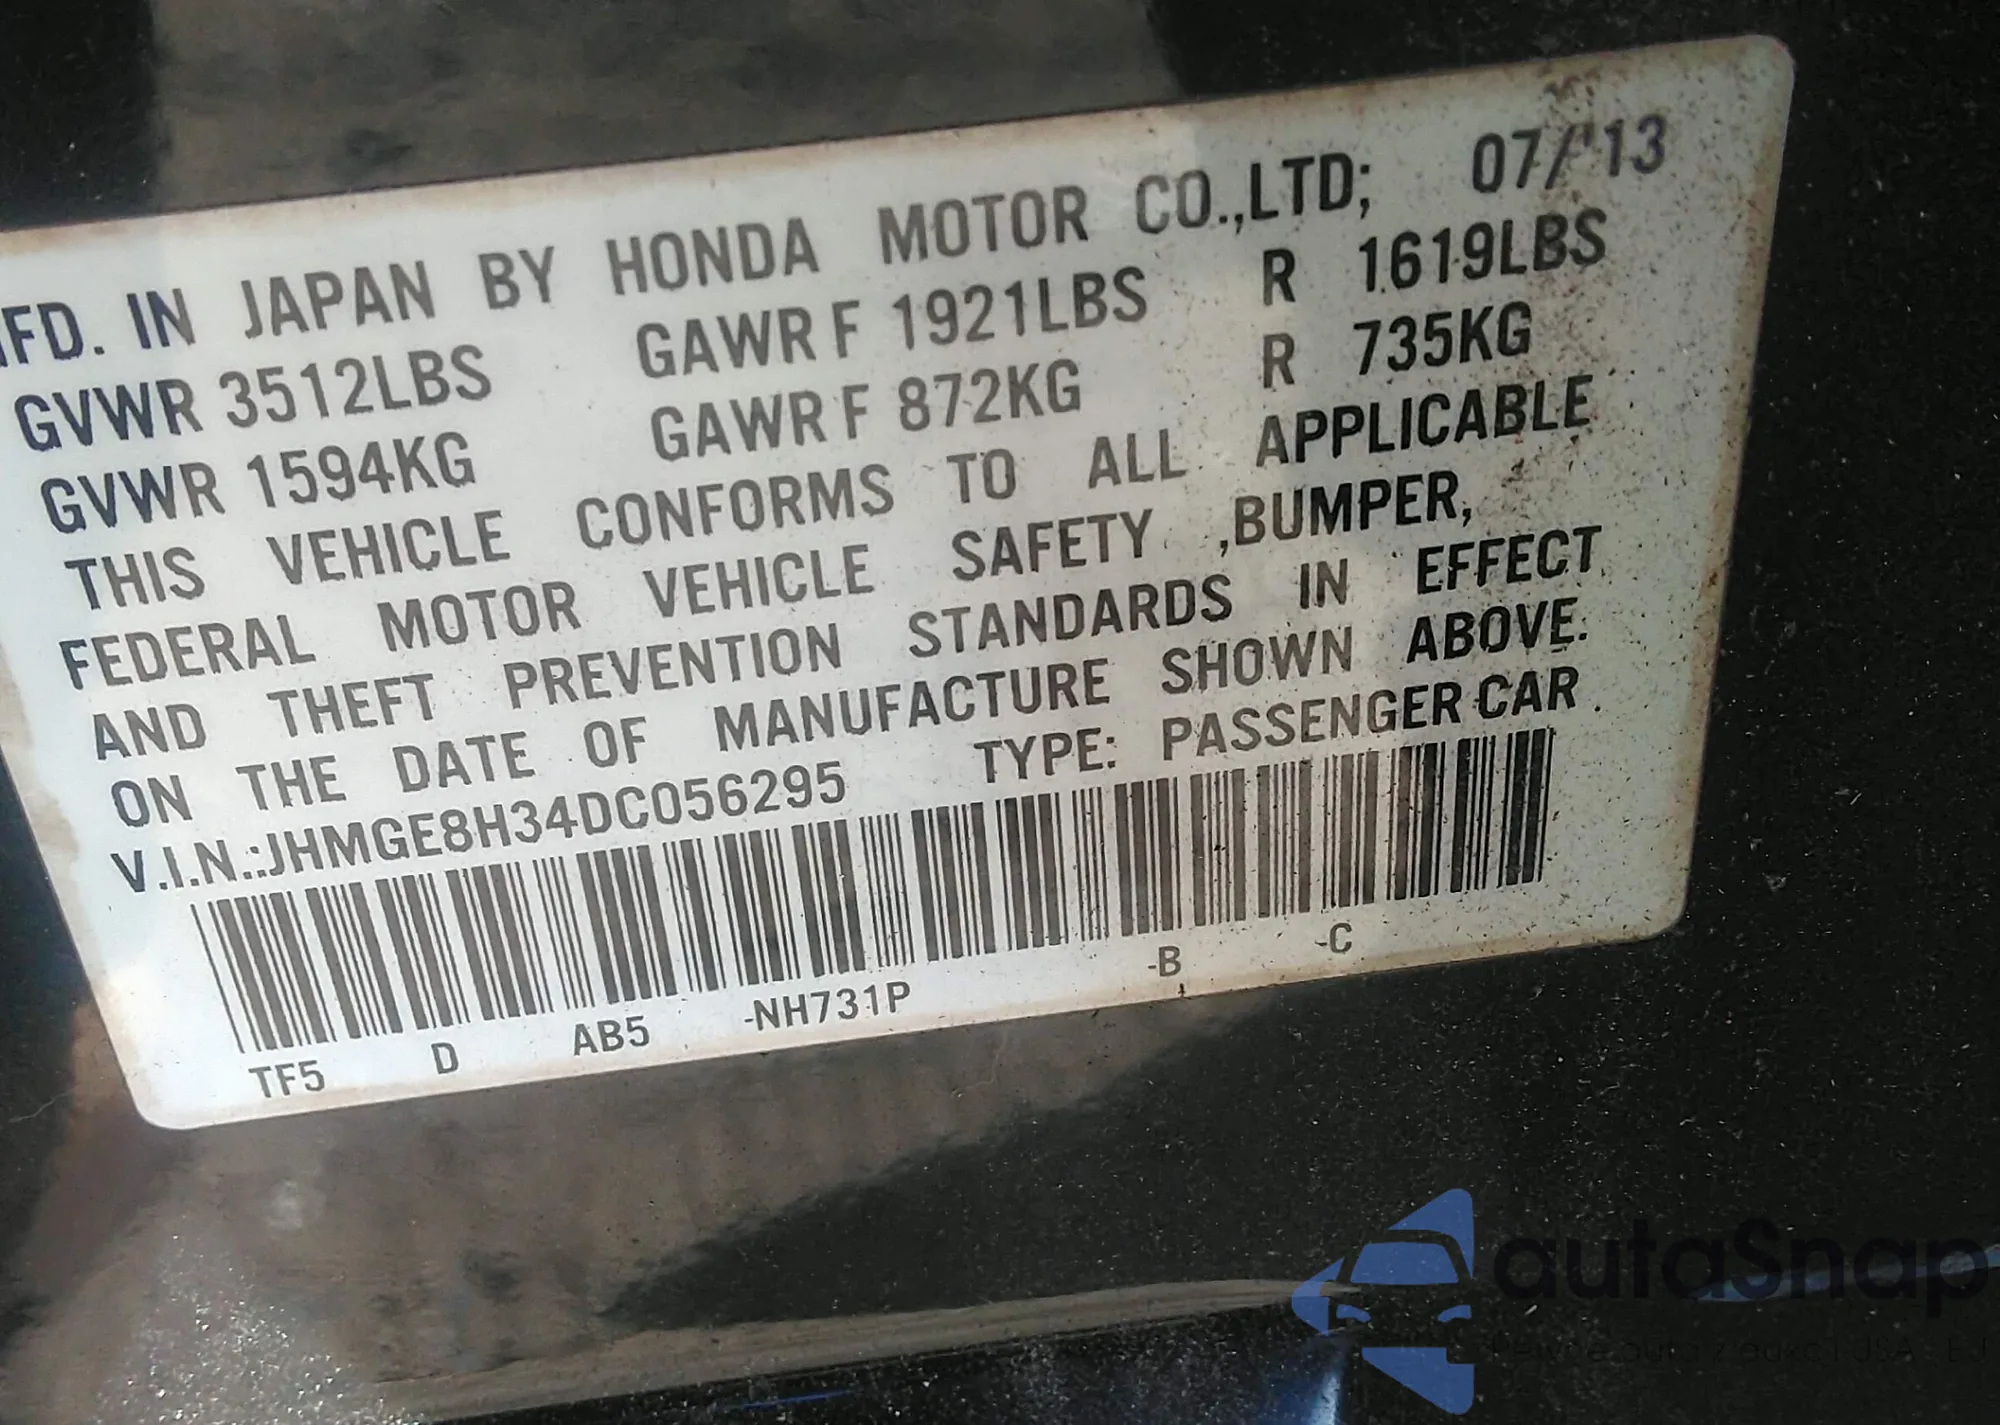 MFD. IN JAPAN BY HONDA MOTOR CO.,LTD; 07/'13
GVWR 3512LBS GAWR F 1921LBS R 1619LBS
GVWR 1594KG GAWR F 872KG R 735KG
THIS VEHICLE CONFORMS TO ALL APPLICABLE
FEDERAL MOTOR VEHICLE SAFETY ,BUMPER,
AND THEFT PREVENTION STANDARDS IN EFFECT
ON THE DATE OF MANUFACTURE SHOWN ABOVE.
V.I.N.:JHMGE8H34DC056295 TYPE: PASSENGER CAR
TF5 D AB5 -NH731P -B -C
autaSnap